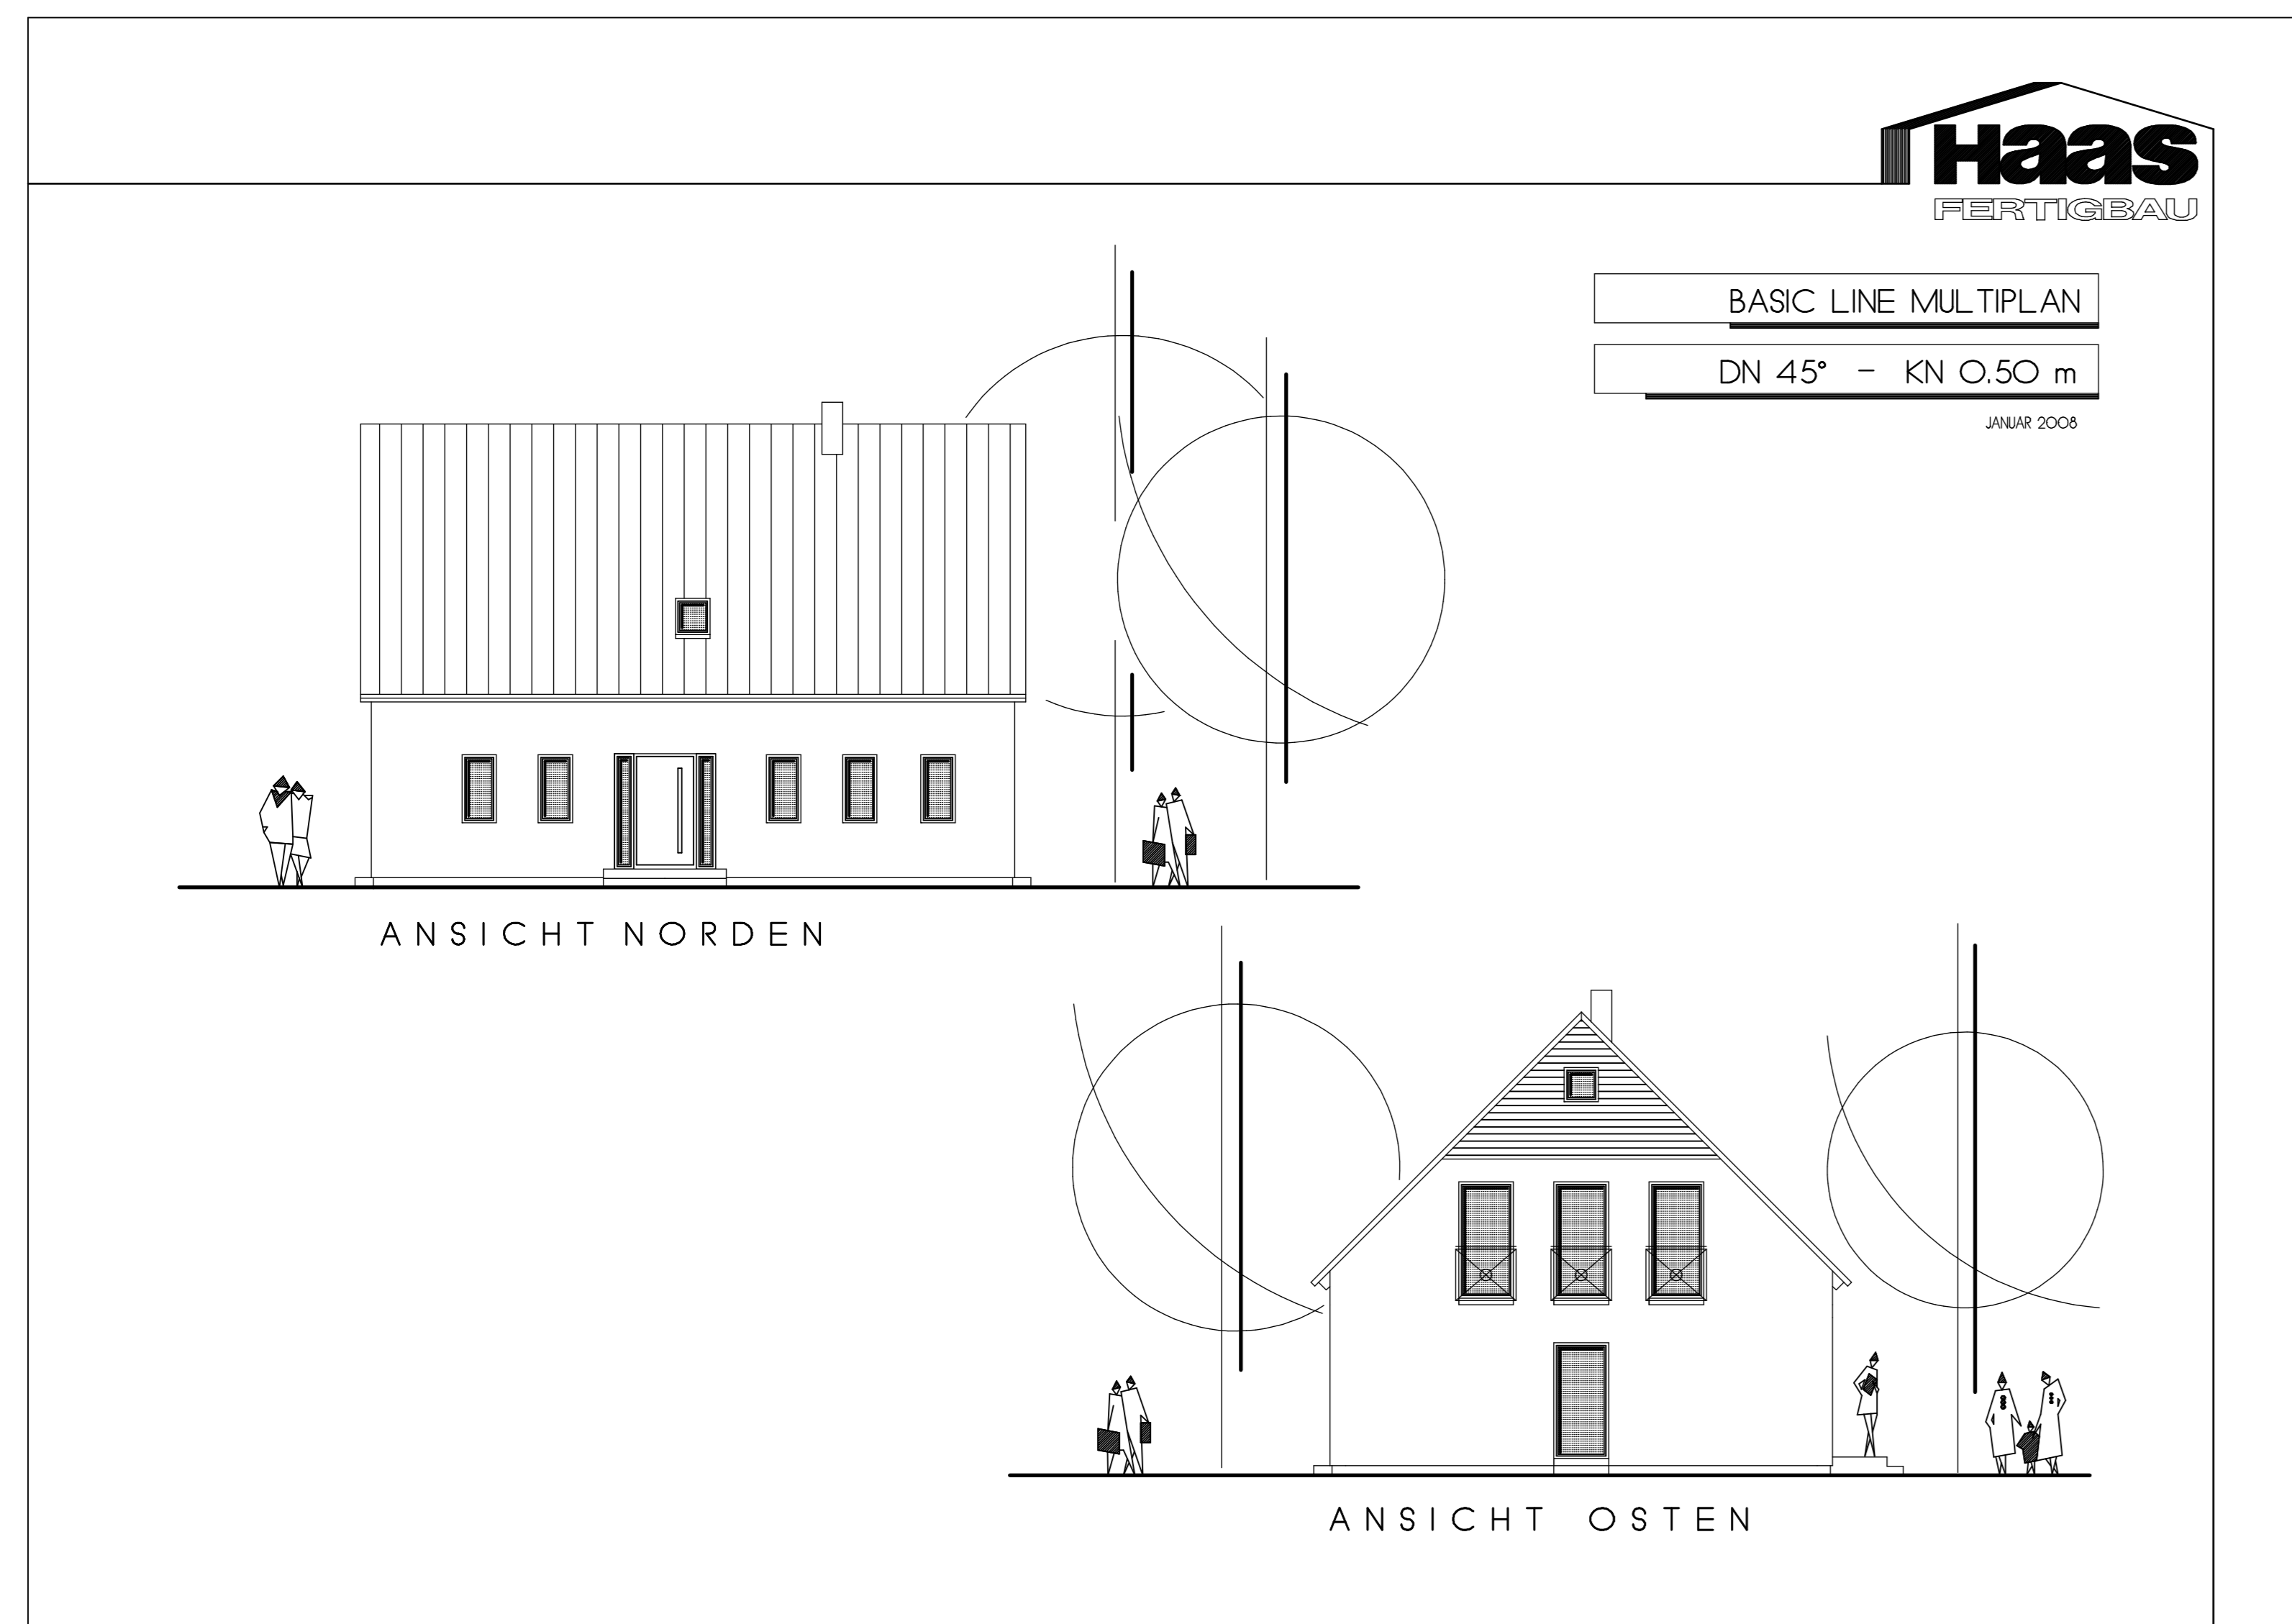 Haas
FERTIGBAU
BASIC LINE MULTIPLAN
DN 45° - KN 0.50 m
JANUAR 2008
ANSICHT NORDEN
ANSICHT OSTEN